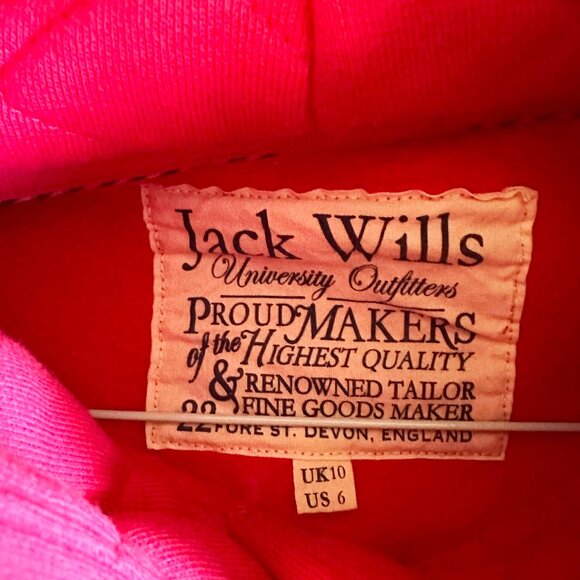 Jack Wills
University Outfitters
PROUD MAKERS
of the HIGHEST QUALITY
& RENOWNED TAILOR
FINE GOODS MAKER
22 FORE ST. DEVON, ENGLAND
UK10
US 6